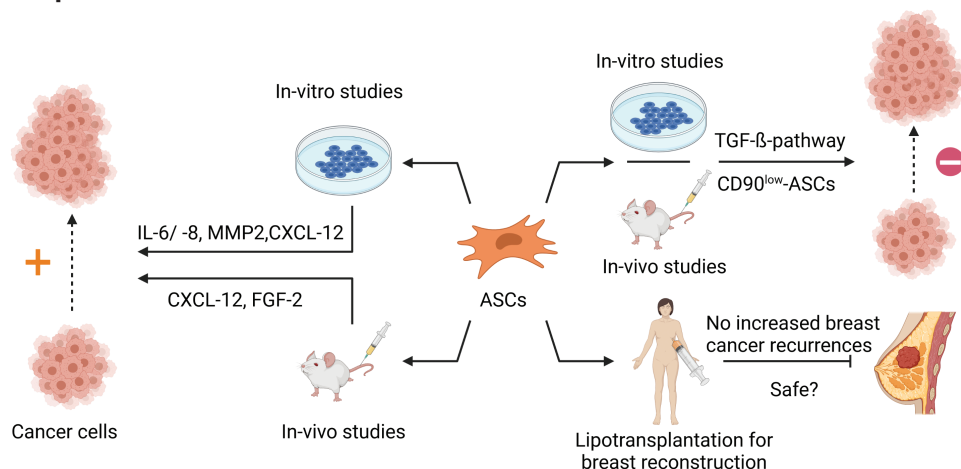 In-vitro studies
IL-6/ -8, MMP2,CXCL-12
+
CXCL-12, FGF-2
Cancer cells
In-vivo studies
ASCs
In-vitro studies
TGF-ß-pathway
CD90low-ASCs
In-vivo studies
No increased breast
cancer recurrences
Safe?
Lipotransplantation for
breast reconstruction